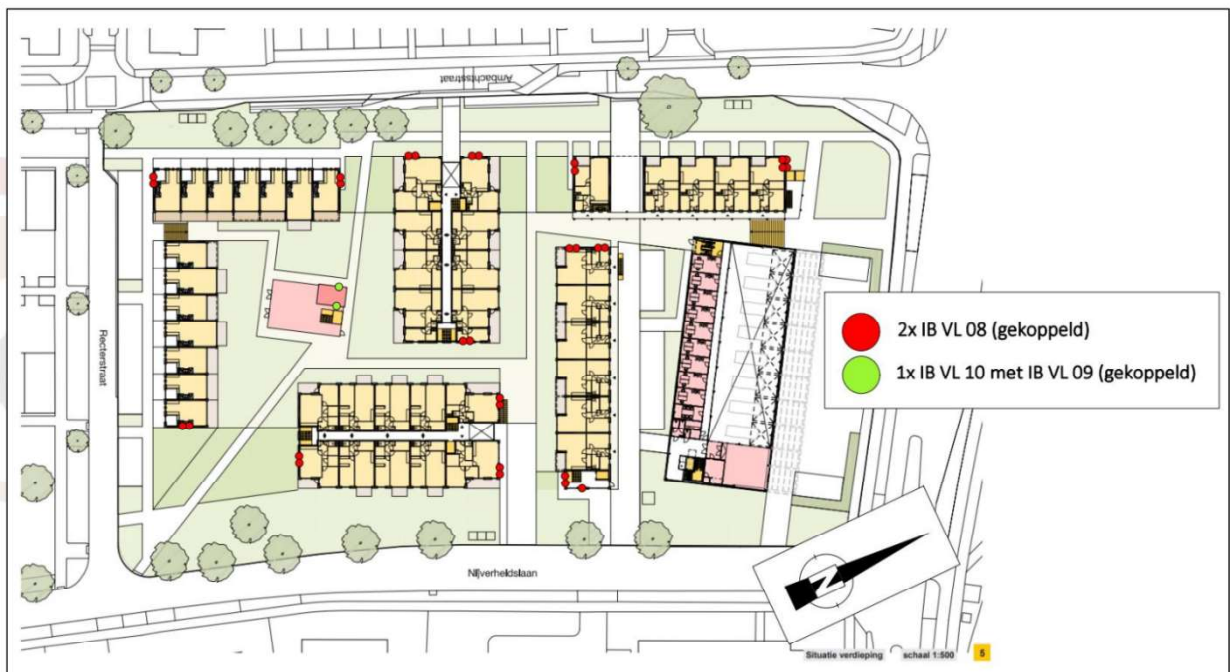 Ambachtsstraat
Recterstraat
2x IB VL 08 (gekoppeld)
1x IB VL 10 met IB VL 09 (gekoppeld)
Nijverheidslaan
N
Situatie verdieping schaal 1:500 5